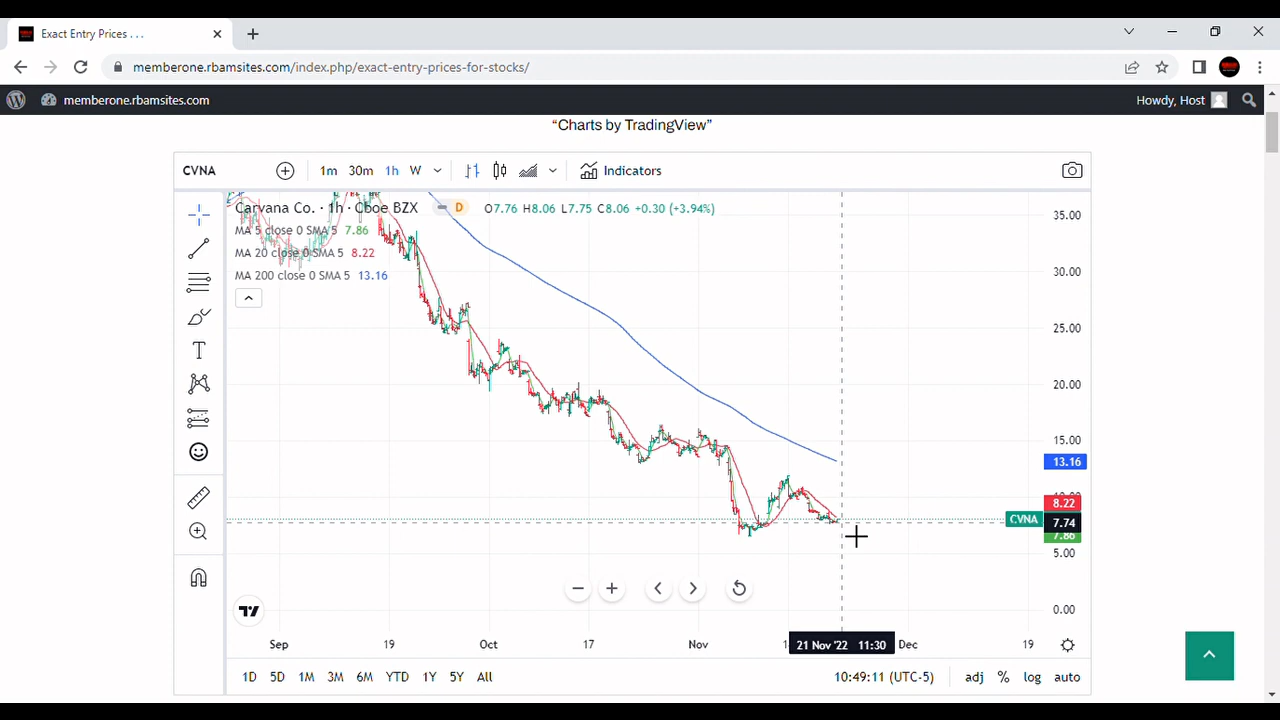 Exact Entry Prices . . .
memberone.rbamsites.com/index.php/exact-entry-prices-for-stocks/
memberone.rbamsites.com
Howdy, Host
“Charts by TradingView”
CVNA
1m 30m 1h W
Indicators
Carvana Co. · 1h · Cboe BZX
D
O7.76 H8.06 L7.75 C8.06 +0.30 (+3.94%)
MA 5 close 0 SMA 5 7.86
MA 20 close 0 SMA 5 8.22
MA 200 close 0 SMA 5 13.16
35.00
30.00
25.00
20.00
15.00
13.16
10.00
8.22
CVNA
7.74
7.86
5.00
0.00
Sep 19 Oct 17 Nov 21 Nov '22 11:30 Dec 19
1D 5D 1M 3M 6M YTD 1Y 5Y All
10:49:11 (UTC-5)
adj % log auto